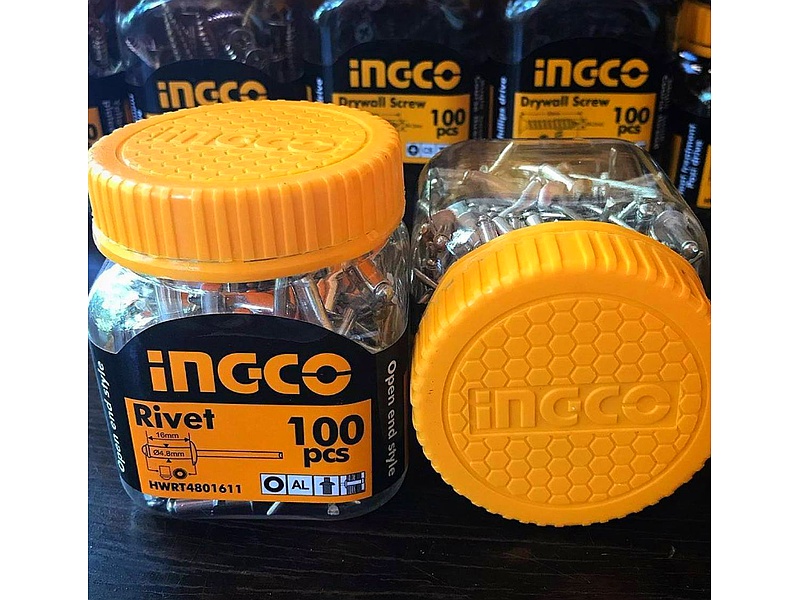 INGCO
INGCO
Drywall Screw
100
pcs
INGCO
Drywall Screw
100
pcs
INGCO
INGCO
Open end style
Rivet
100
pcs
16mm
Ø4.8mm
HWRT4801611
AL
Open end style
INGCO